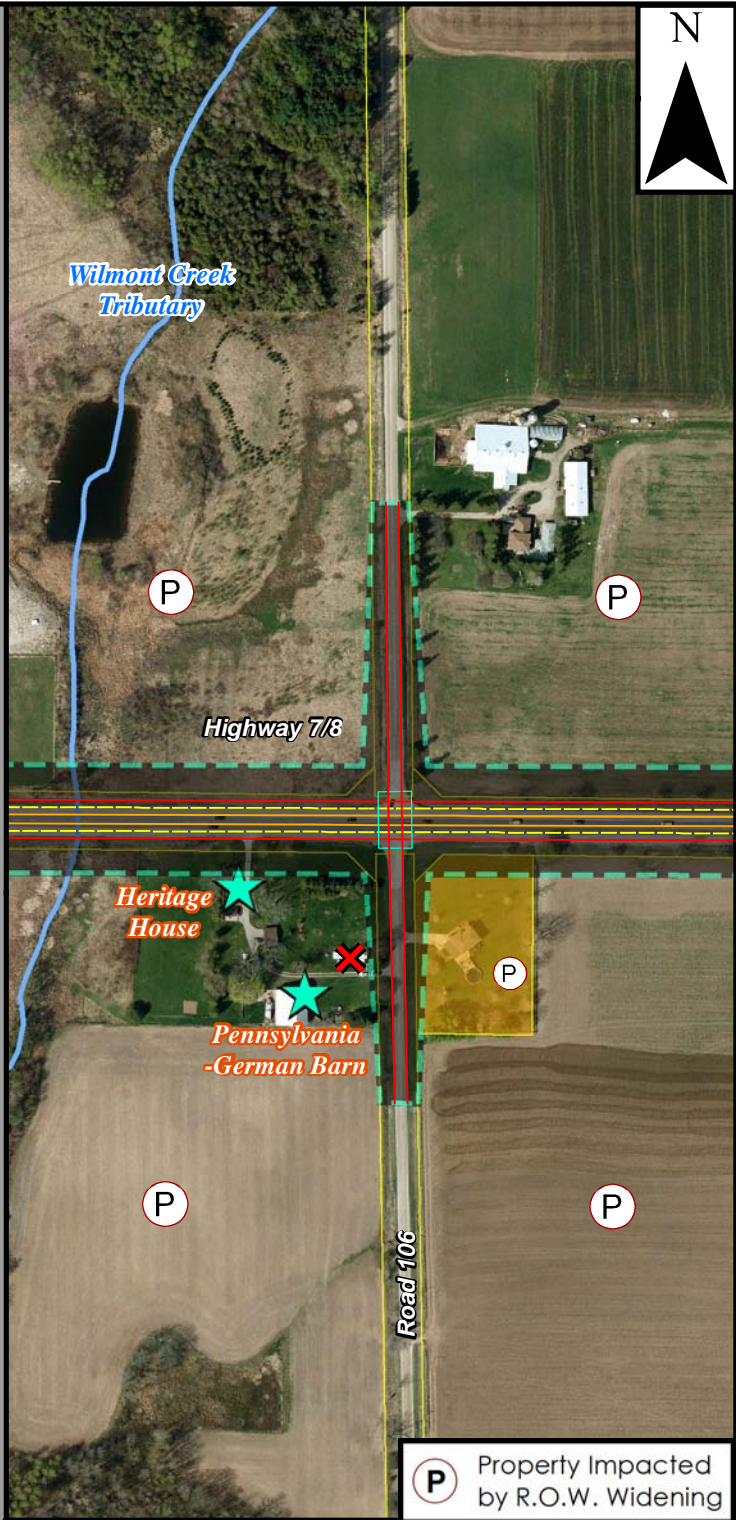 N
Wilmont Creek
Tributary
P
P
Highway 7/8
Heritage
House
P
Pennsylvania
-German Barn
P
P
Road 106
P Property Impacted
by R.O.W. Widening